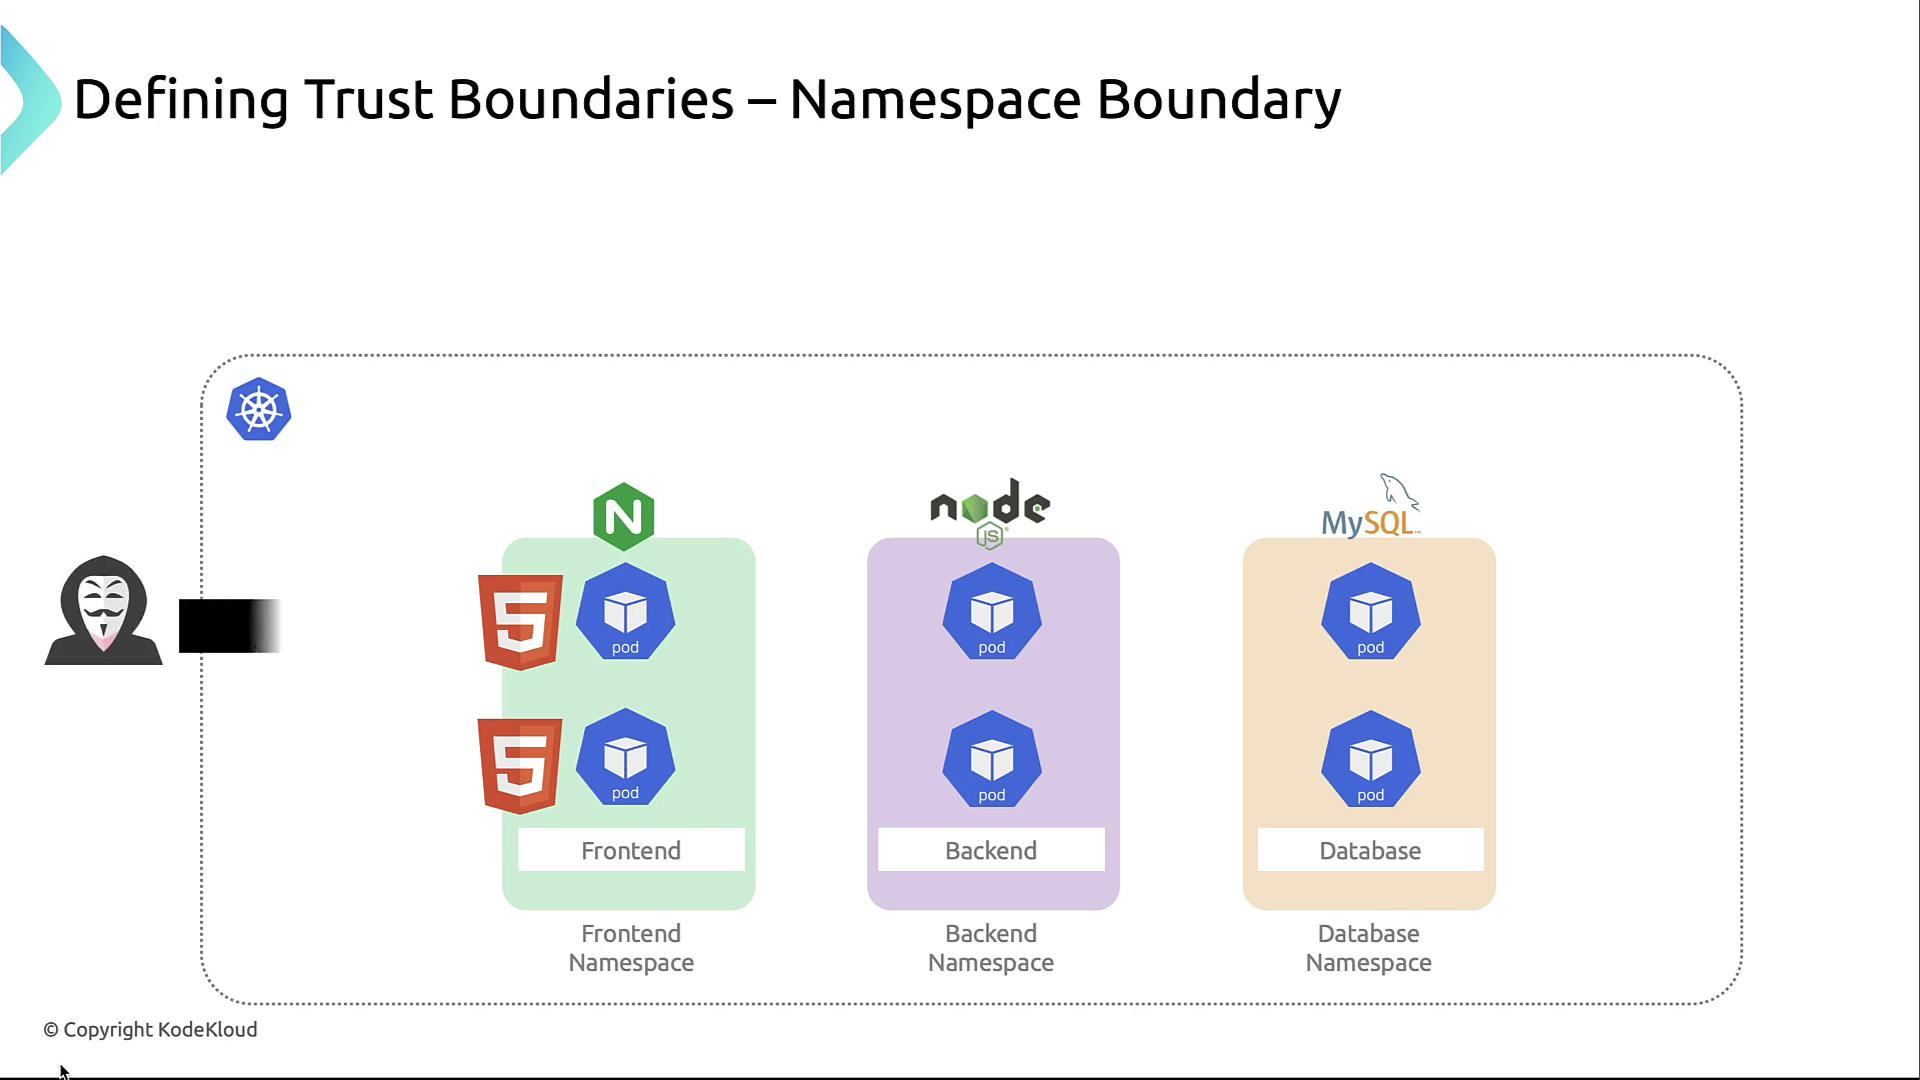 Defining Trust Boundaries – Namespace Boundary
N
node
JS
MySQL
5
pod
pod
pod
5
pod
pod
pod
Frontend
Backend
Database
Frontend
Namespace
Backend
Namespace
Database
Namespace
© Copyright KodeKloud